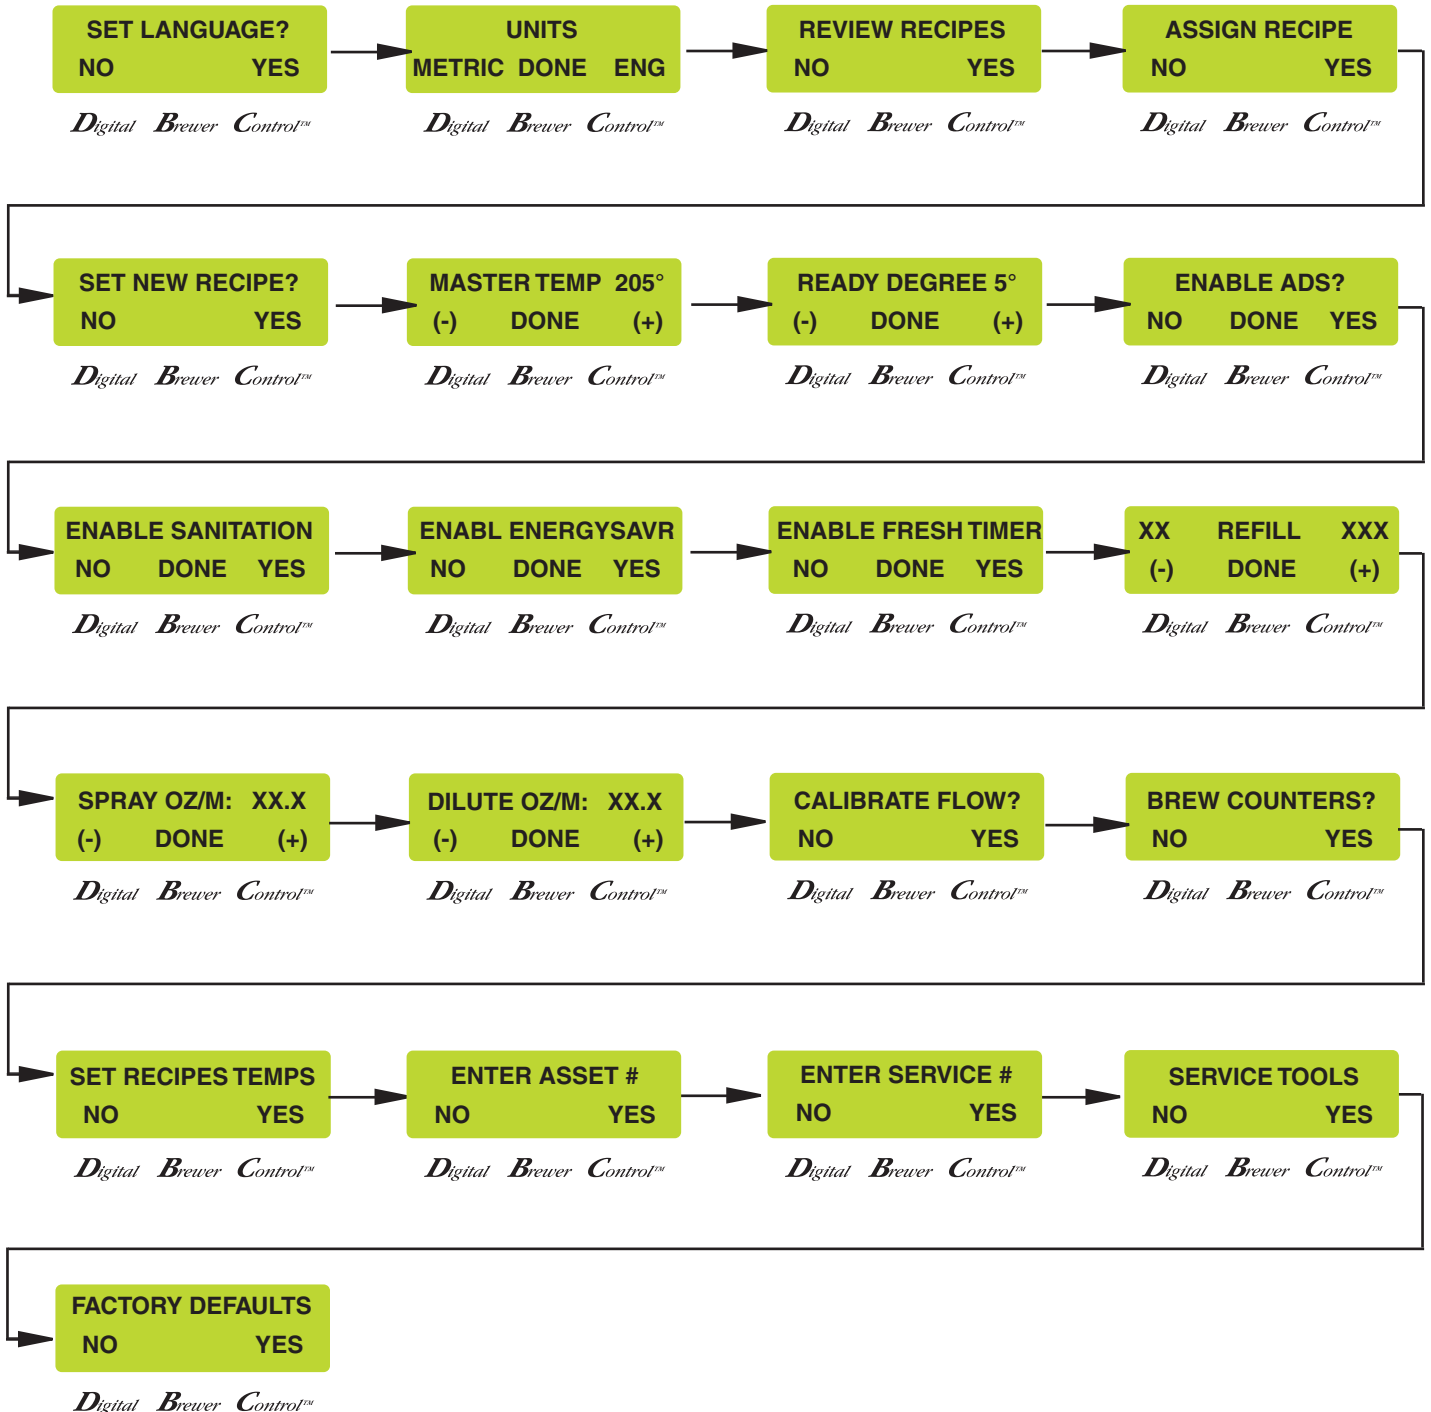 SET LANGUAGE?
NO YES
Digital Brewer Control™
UNITS
METRIC DONE ENG
Digital Brewer Control™
REVIEW RECIPES
NO YES
Digital Brewer Control™
ASSIGN RECIPE
NO YES
Digital Brewer Control™
SET NEW RECIPE?
NO YES
Digital Brewer Control™
MASTER TEMP 205°
(-) DONE (+)
Digital Brewer Control™
READY DEGREE 5°
(-) DONE (+)
Digital Brewer Control™
ENABLE ADS?
NO DONE YES
Digital Brewer Control™
ENABLE SANITATION
NO DONE YES
Digital Brewer Control™
ENABL ENERGYSAVR
NO DONE YES
Digital Brewer Control™
ENABLE FRESH TIMER
NO DONE YES
Digital Brewer Control™
XX REFILL XXX
(-) DONE (+)
Digital Brewer Control™
SPRAY OZ/M: XX.X
(-) DONE (+)
Digital Brewer Control™
DILUTE OZ/M: XX.X
(-) DONE (+)
Digital Brewer Control™
CALIBRATE FLOW?
NO YES
Digital Brewer Control™
BREW COUNTERS?
NO YES
Digital Brewer Control™
SET RECIPES TEMPS
NO YES
Digital Brewer Control™
ENTER ASSET #
NO YES
Digital Brewer Control™
ENTER SERVICE #
NO YES
Digital Brewer Control™
SERVICE TOOLS
NO YES
Digital Brewer Control™
FACTORY DEFAULTS
NO YES
Digital Brewer Control™